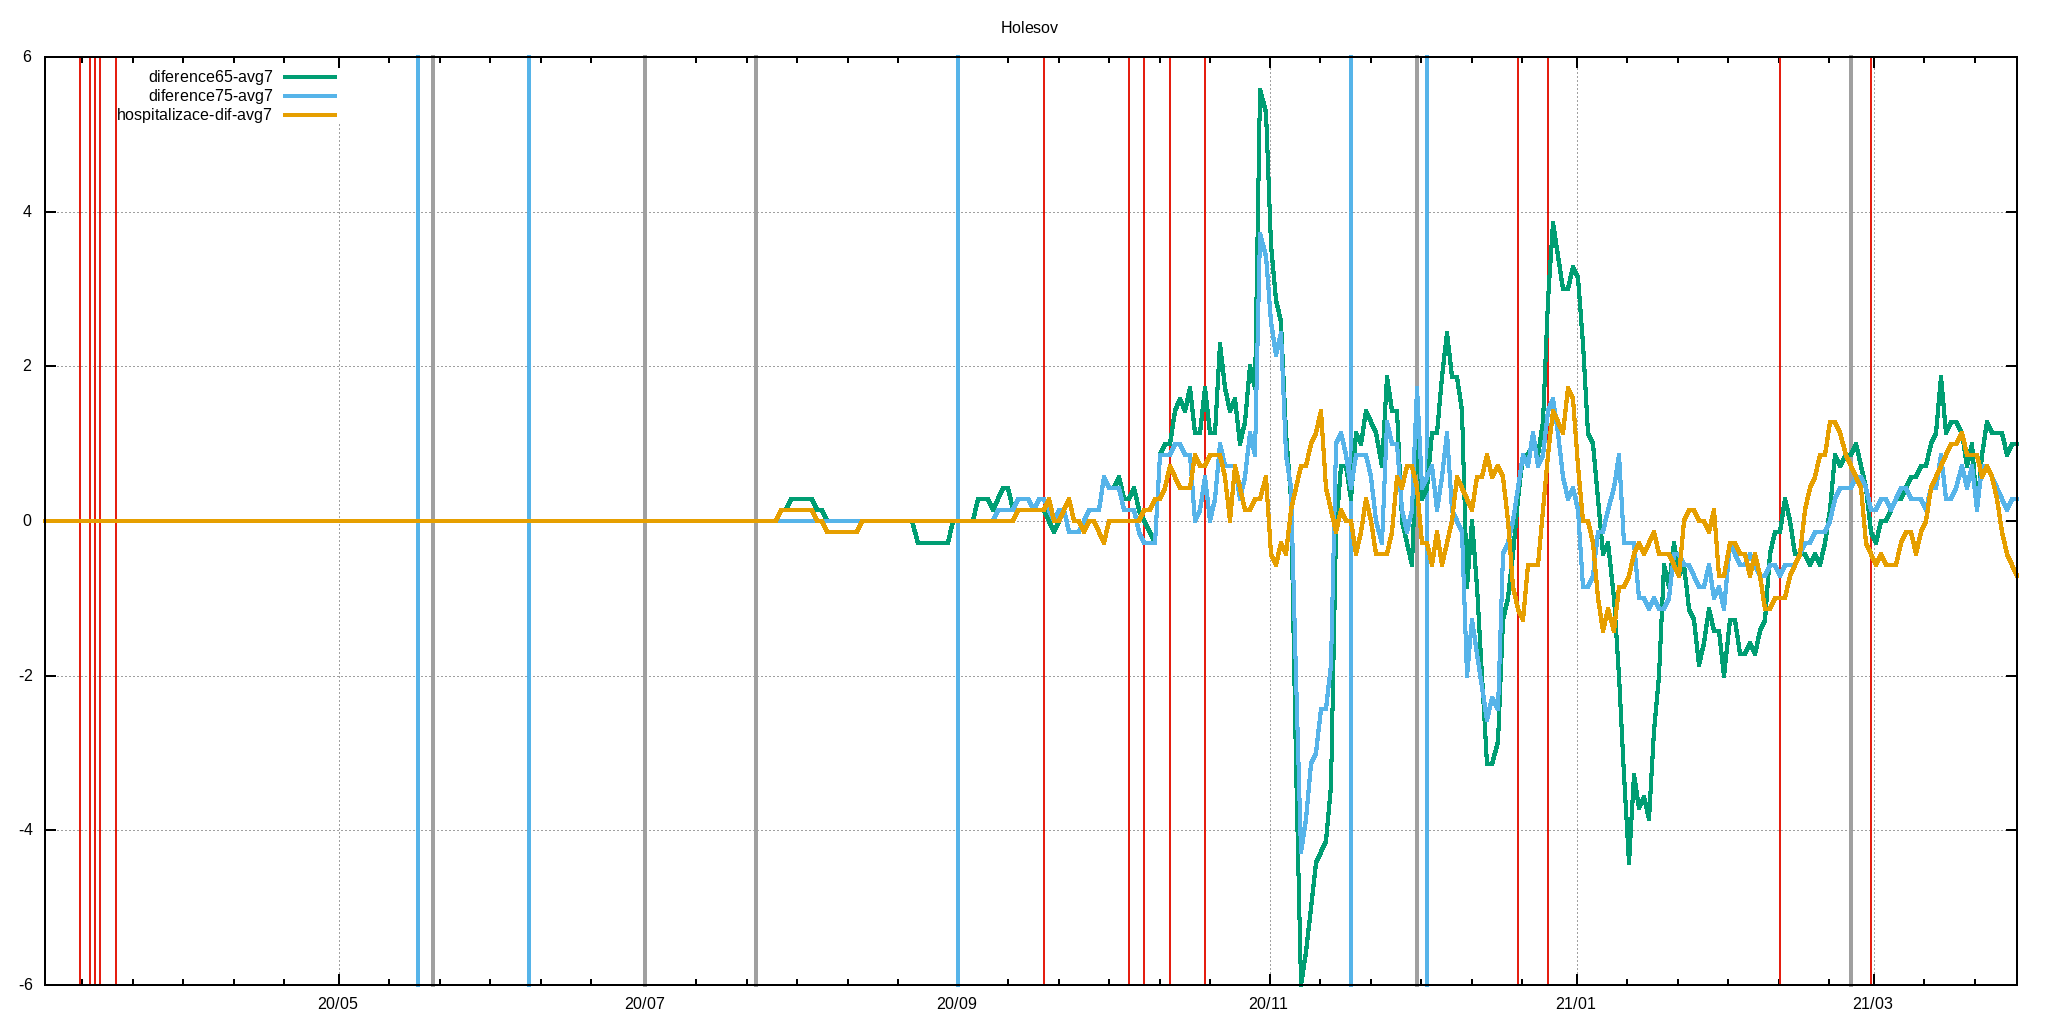 Holesov
diference65-avg7
diference75-avg7
hospitalizace-dif-avg7
6
4
2
0
-2
-4
-6
20/05 20/07 20/09 20/11 21/01 21/03